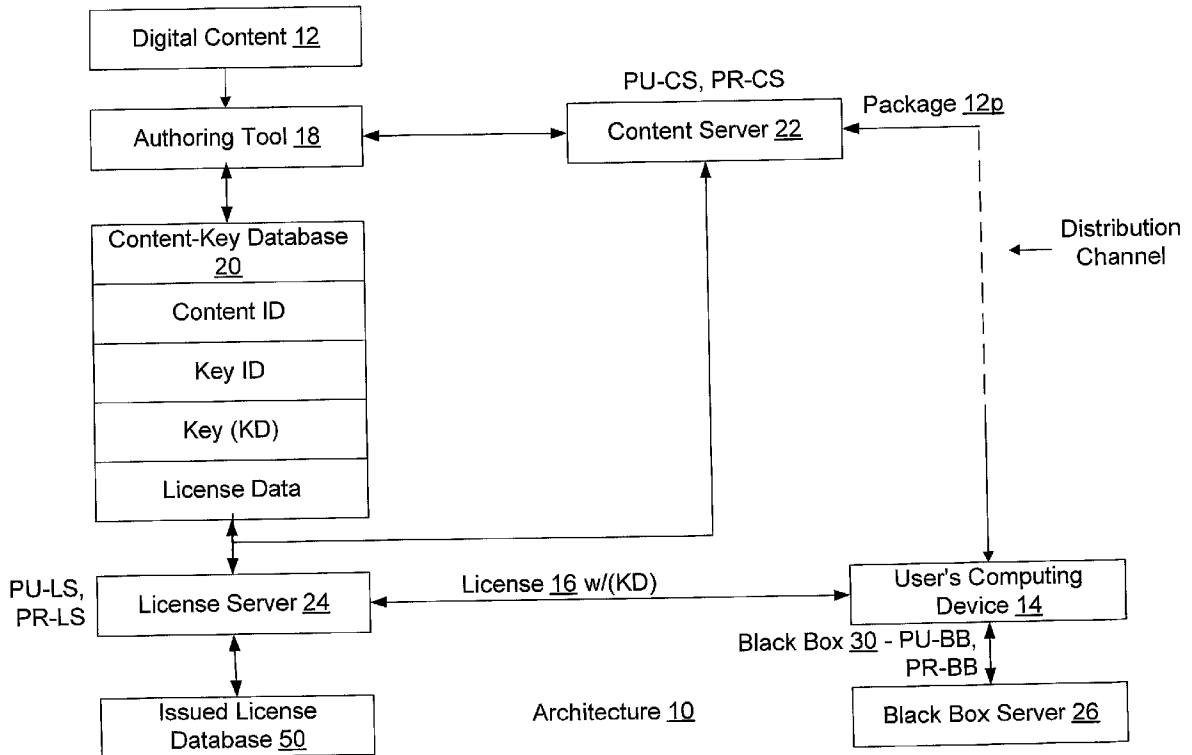 Digital Content 12
Authoring Tool 18
PU-CS, PR-CS
Content Server 22
Package 12p
Content-Key Database
20
Content ID
Key ID
Key (KD)
License Data
Distribution
Channel
PU-LS,
PR-LS
License Server 24
License 16 w/(KD)
User's Computing
Device 14
Black Box 30 - PU-BB,
PR-BB
Issued License
Database 50
Architecture 10
Black Box Server 26